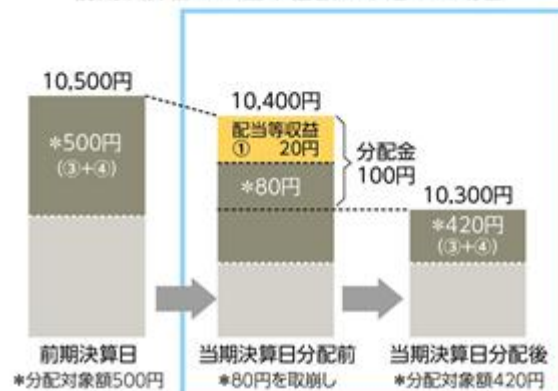 10,500円
*500円
(③+④)
10,400円
配当等収益
① 20円
*80円
分配金
100円
10,300円
*420円
(③+④)
前期決算日
*分配対象額500円
当期決算日分配前
*80円を取崩し
当期決算日分配後
*分配対象額420円